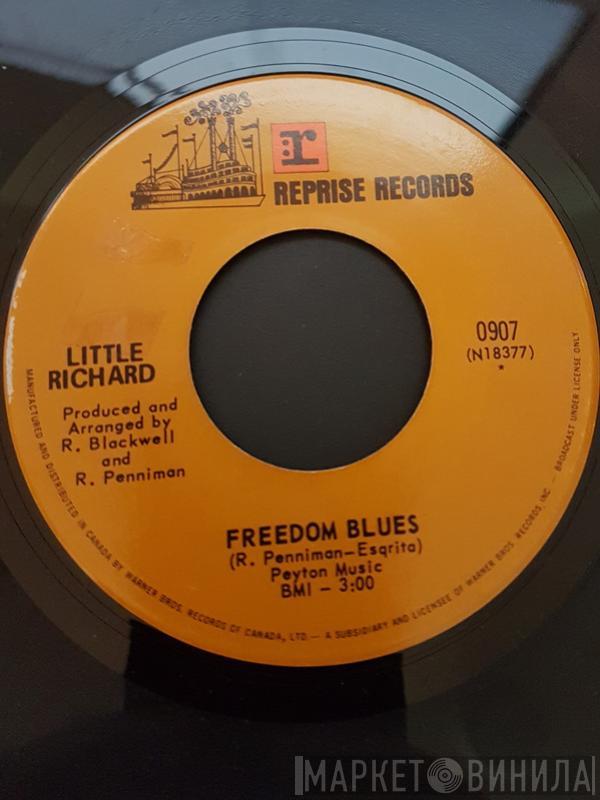 r
REPRISE RECORDS
LITTLE
RICHARD
Produced and
Arranged by
R. Blackwell
and
R. Penniman
0907
(N18377)
*
FREEDOM BLUES
(R. Penniman-Esqrita)
Peyton Music
BMI - 3:00
MANUFACTURED AND DISTRIBUTED IN CANADA BY WARNER BROS. RECORDS OF CANADA, LTD. — A SUBSIDIARY AND LICENSEE OF WARNER BROS. RECORDS, INC. — BROADCAST UNDER LICENSE ONLY
МАРКЕТ ВИНИЛА